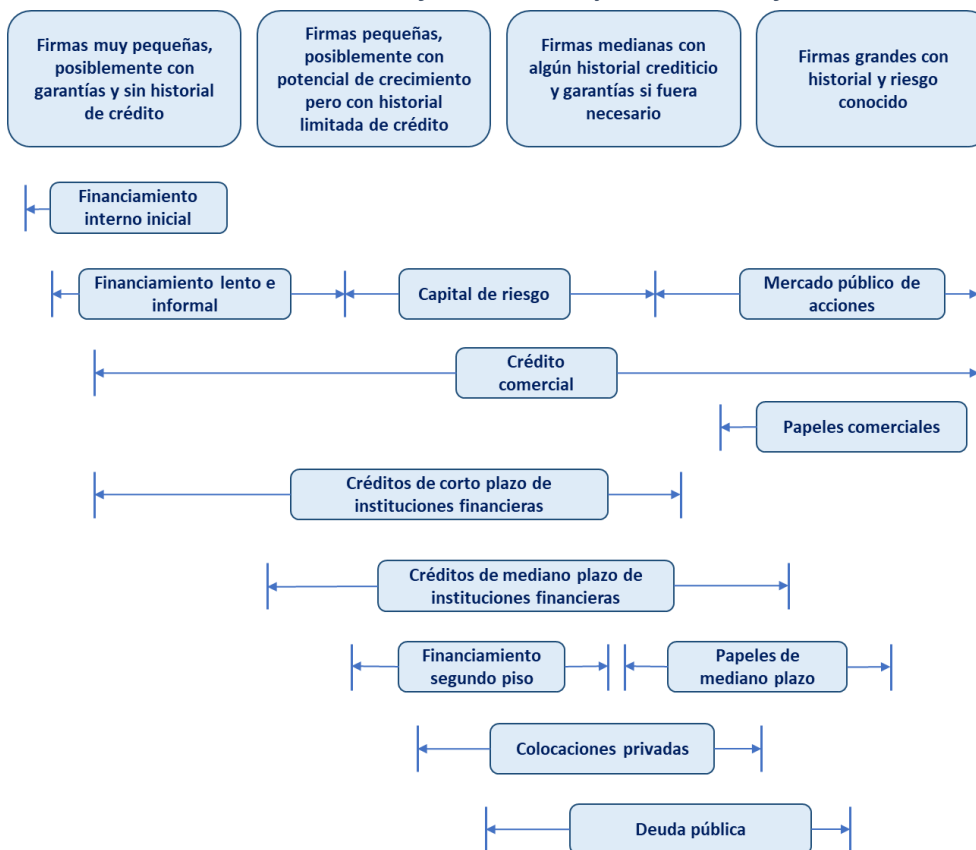 Firmas muy pequeñas,
posiblemente con
garantías y sin historial
de crédito
Firmas pequeñas,
posiblemente con
potencial de crecimiento
pero con historial
limitada de crédito
Firmas medianas con
algún historial crediticio
y garantías si fuera
necesario
Firmas grandes con
historial y riesgo
conocido
Financiamiento
interno inicial
Financiamiento lento e
informal
Capital de riesgo
Mercado público de
acciones
Crédito
comercial
Papeles comerciales
Créditos de corto plazo de
instituciones financieras
Créditos de mediano plazo de
instituciones financieras
Financiamiento
segundo piso
Papeles de
mediano plazo
Colocaciones privadas
Deuda pública